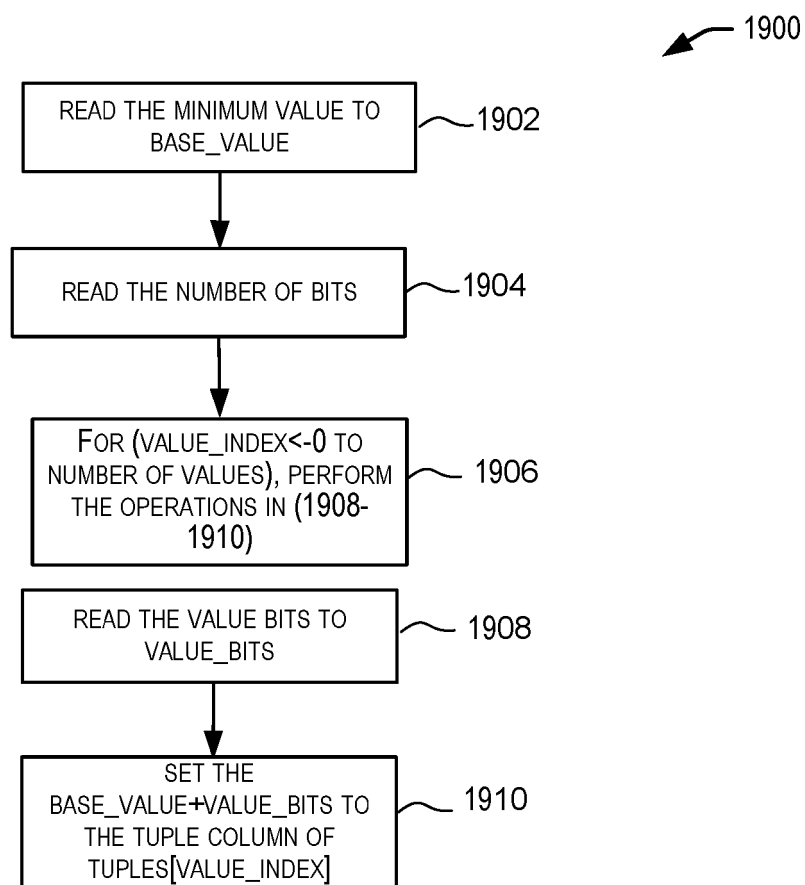 1900
READ THE MINIMUM VALUE TO
BASE_VALUE
1902
READ THE NUMBER OF BITS
1904
FOR (VALUE_INDEX<-0 TO
NUMBER OF VALUES), PERFORM
THE OPERATIONS IN (1908-
1910)
1906
READ THE VALUE BITS TO
VALUE_BITS
1908
SET THE
BASE_VALUE+VALUE_BITS TO
THE TUPLE COLUMN OF
TUPLES[VALUE_INDEX]
1910